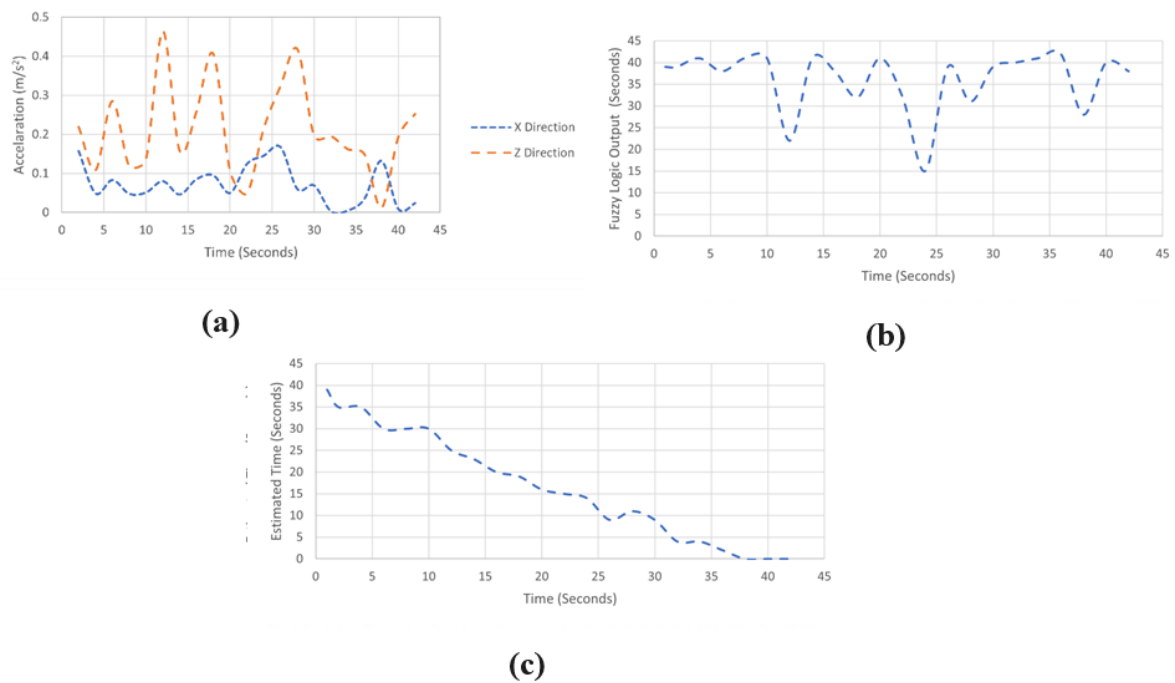 Accelaration (m/s²)
0.5
0.4
0.3
0.2
0.1
0
0 5 10 15 20 25 30 35 40 45
Time (Seconds)
X Direction
Z Direction
(a)
Fuzzy Logic Output (Seconds)
45
40
35
30
25
20
15
10
5
0
0 5 10 15 20 25 30 35 40 45
Time (Seconds)
(b)
Estimated Time (Seconds)
45
40
35
30
25
20
15
10
5
0
0 5 10 15 20 25 30 35 40 45
Time (Seconds)
(c)